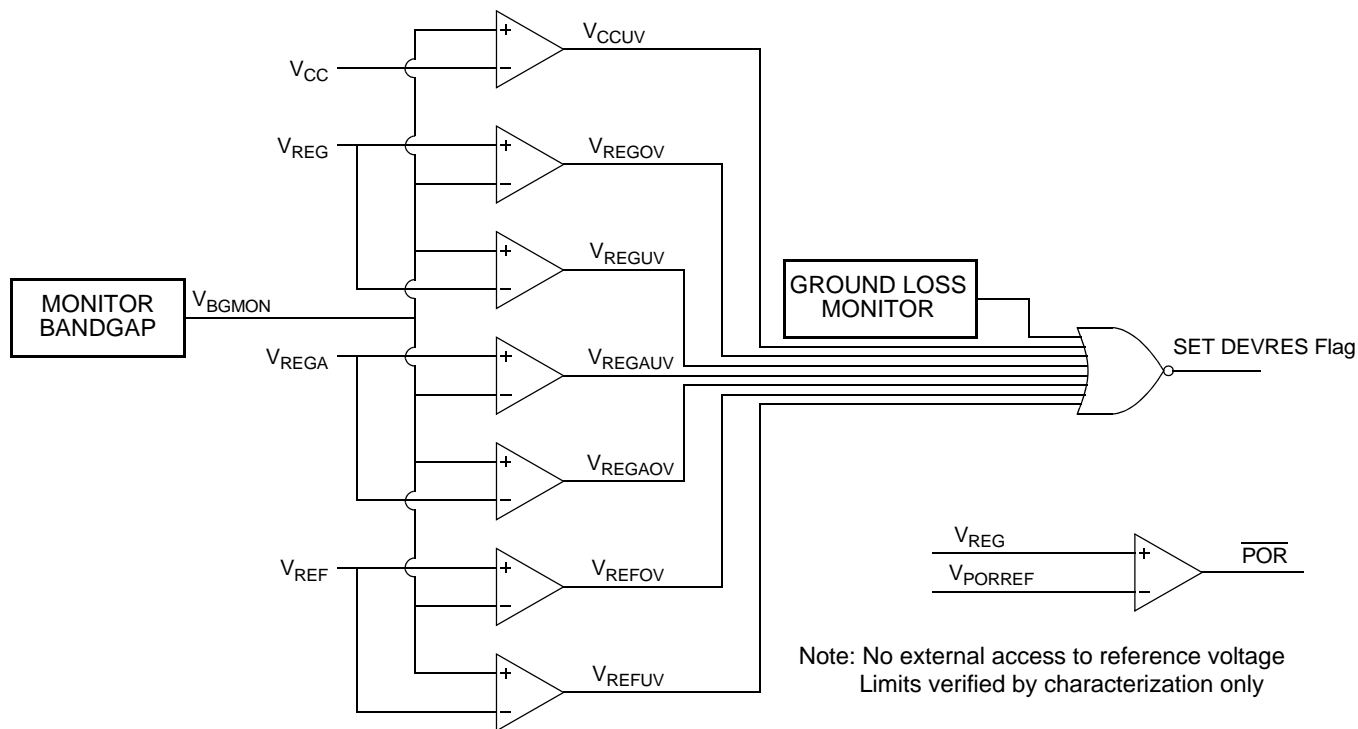 VCCUV
+
−
VCC
VREG
+
−
VREGOV
+
−
VREGUV
MONITOR
BANDGAP
VBGMON
GROUND LOSS
MONITOR
SET DEVRES Flag
VREGA
+
−
VREGAUV
+
−
VREGAOV
VREF
+
−
VREFOV
+
−
VREFUV
VREG
VPORREF
+
−
POR
Note: No external access to reference voltage
Limits verified by characterization only